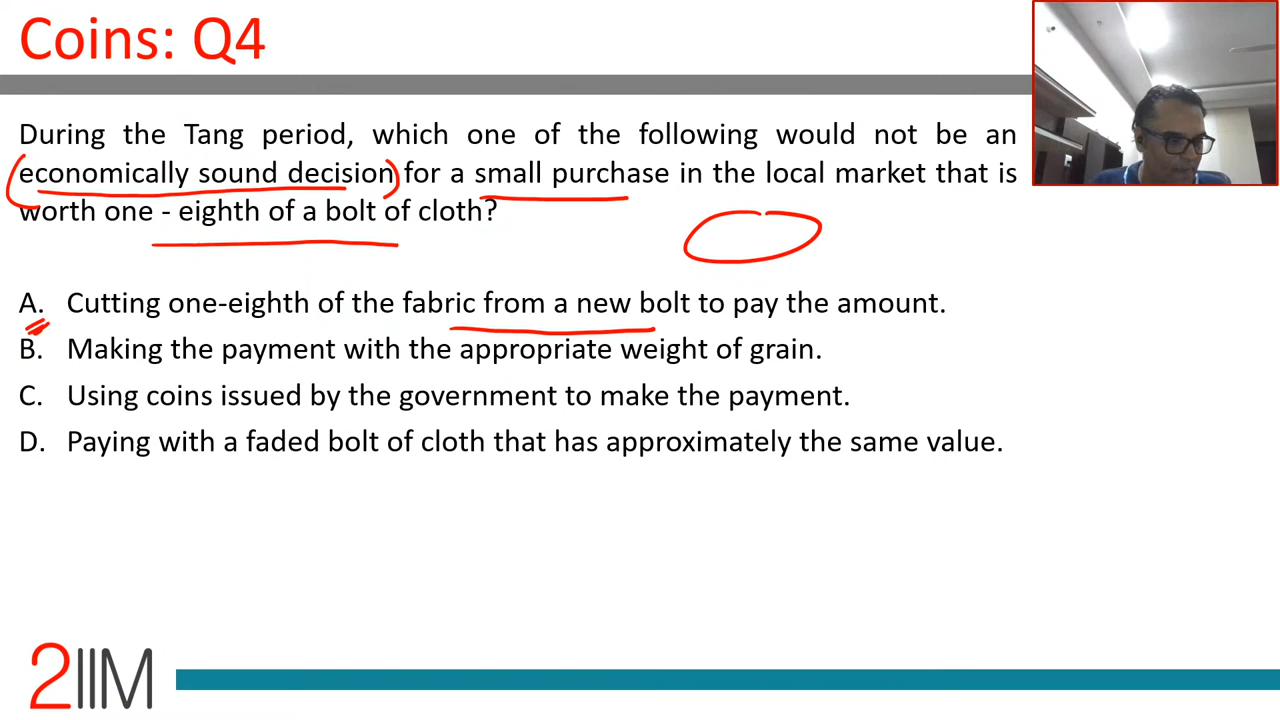 Coins: Q4
During the Tang period, which one of the following would not be an
economically sound decision for a small purchase in the local market that is
worth one - eighth of a bolt of cloth?
A. Cutting one-eighth of the fabric from a new bolt to pay the amount.
B. Making the payment with the appropriate weight of grain.
C. Using coins issued by the government to make the payment.
D. Paying with a faded bolt of cloth that has approximately the same value.
2IIM